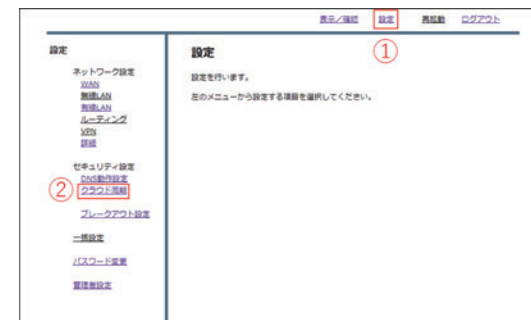 表示／確認 設定 再起動 ログアウト
①
設定
ネットワーク設定
WAN
無線LAN
有線LAN
ルーティング
VPN
詳細
セキュリティ設定
DNS動作設定
② クラウド連携
ブレークアウト設定
一括設定
パスワード変更
管理者設定
設定
設定を行います。
左のメニューから設定する項目を選択してください。